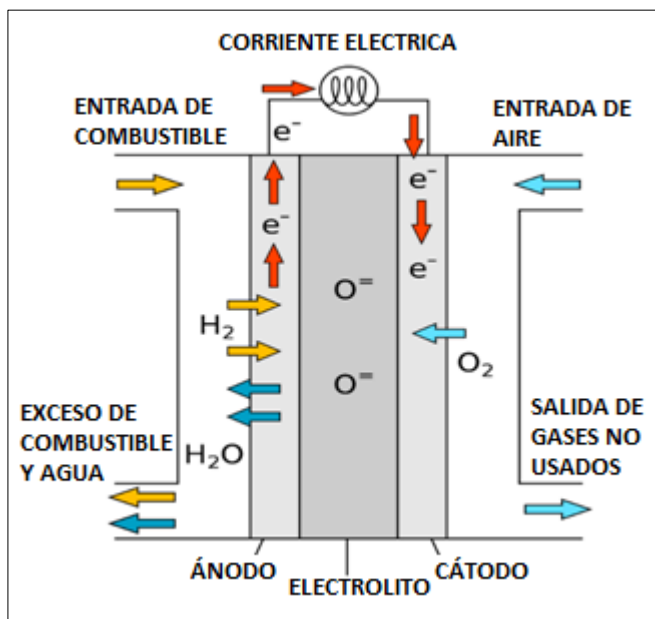 CORRIENTE ELECTRICA
ENTRADA DE
COMBUSTIBLE
ENTRADA DE
AIRE
e⁻
e⁻
e⁻
e⁻
O⁼
H₂
O₂
O⁼
EXCESO DE
COMBUSTIBLE
Y AGUA
H₂O
SALIDA DE
GASES NO
USADOS
ÁNODO
ELECTROLITO
CÁTODO